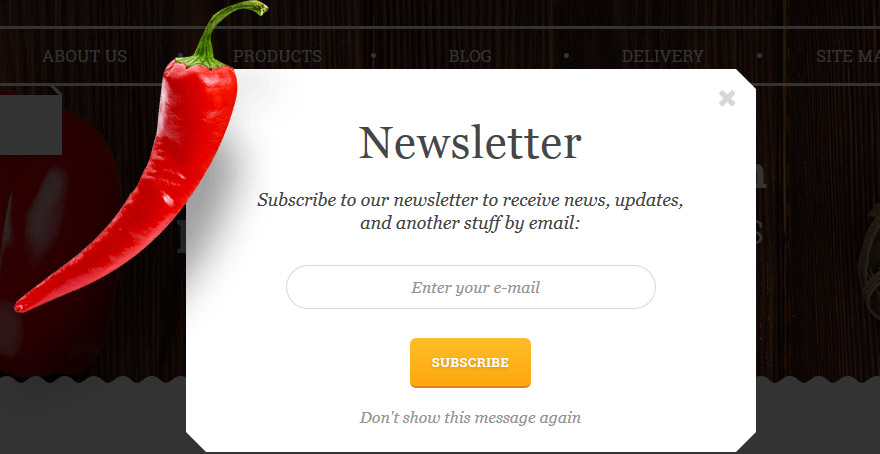 ABOUT US • PRODUCTS • BLOG • DELIVERY • SITE MA
Newsletter
Subscribe to our newsletter to receive news, updates,
and another stuff by email:
Enter your e-mail
SUBSCRIBE
Don't show this message again